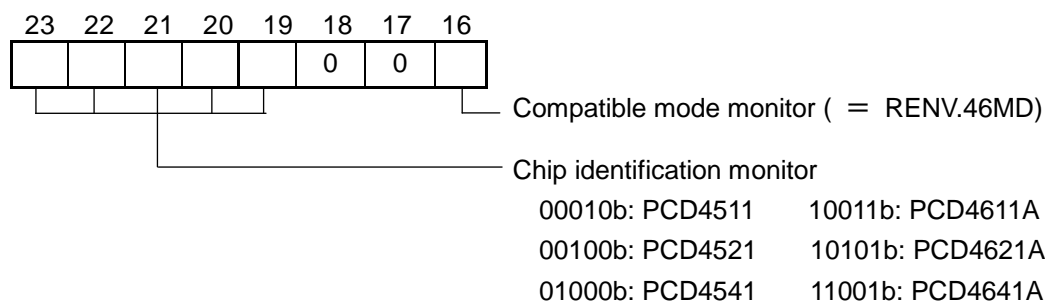 23 22 21 20 19 18 17 16
0 0
Compatible mode monitor ( = RENV.46MD)
Chip identification monitor
00010b: PCD4511 10011b: PCD4611A
00100b: PCD4521 10101b: PCD4621A
01000b: PCD4541 11001b: PCD4641A